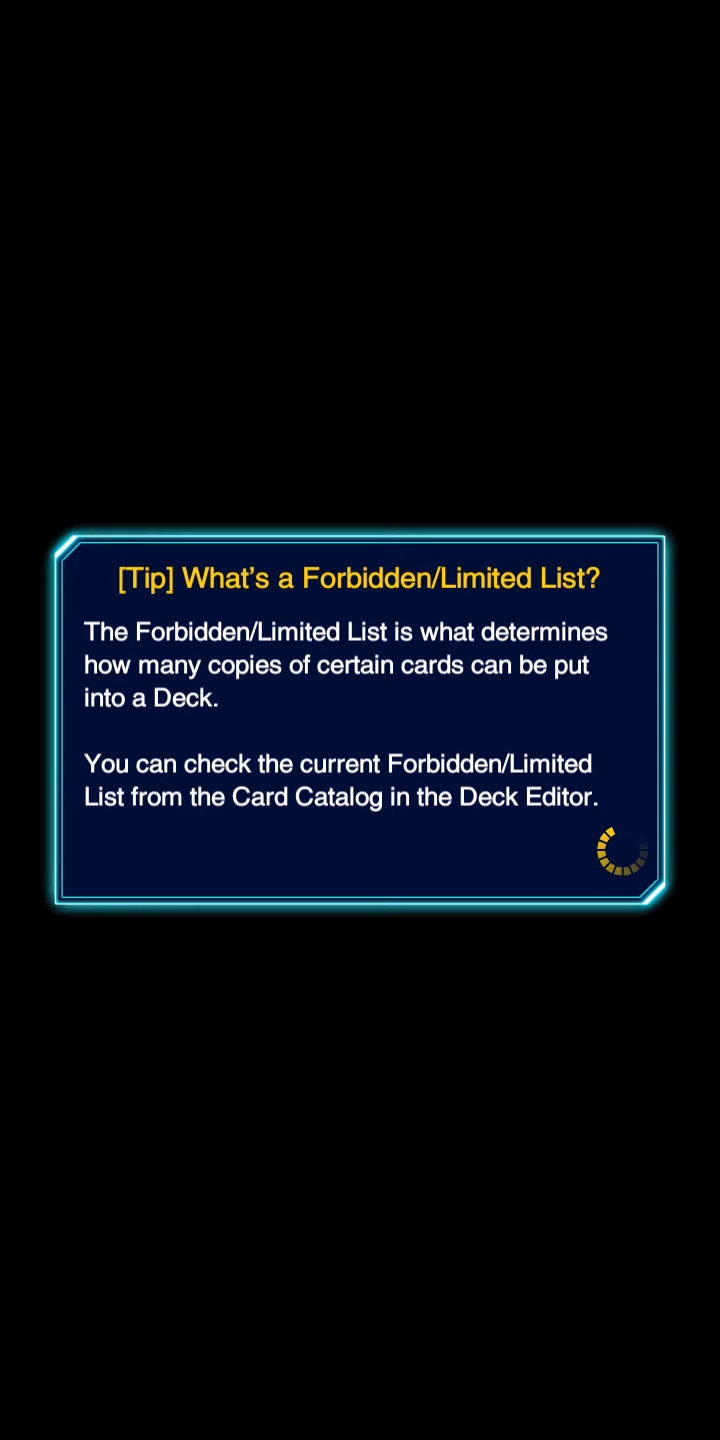 [Tip] What’s a Forbidden/Limited List?
The Forbidden/Limited List is what determines
how many copies of certain cards can be put
into a Deck.
You can check the current Forbidden/Limited
List from the Card Catalog in the Deck Editor.